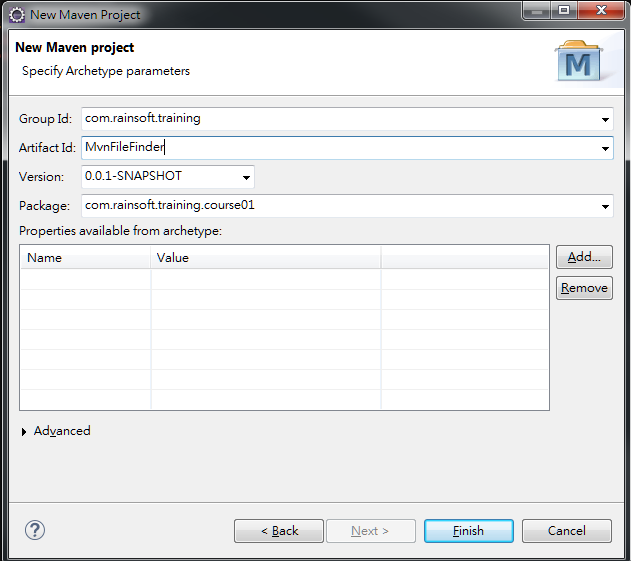 New Maven Project
New Maven project
Specify Archetype parameters
M
Group Id: com.rainsoft.training
Artifact Id: MvnFileFinder
Version: 0.0.1-SNAPSHOT
Package: com.rainsoft.training.course01
Properties available from archetype:
Name Value
Add...
Remove
Advanced
? < Back Next > Finish Cancel